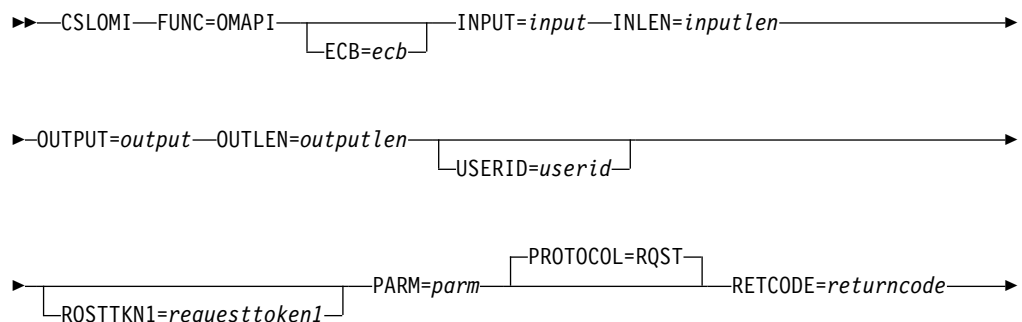 CSLOMI FUNC=OMAPI INPUT=input INLEN=inputlen
ECB=ecb
OUTPUT=output OUTLEN=outputlen
USERID=userid
PROTOCOL=RQST
PARM=parm RETCODE=returncode
RQSTTKN1=requesttoken1